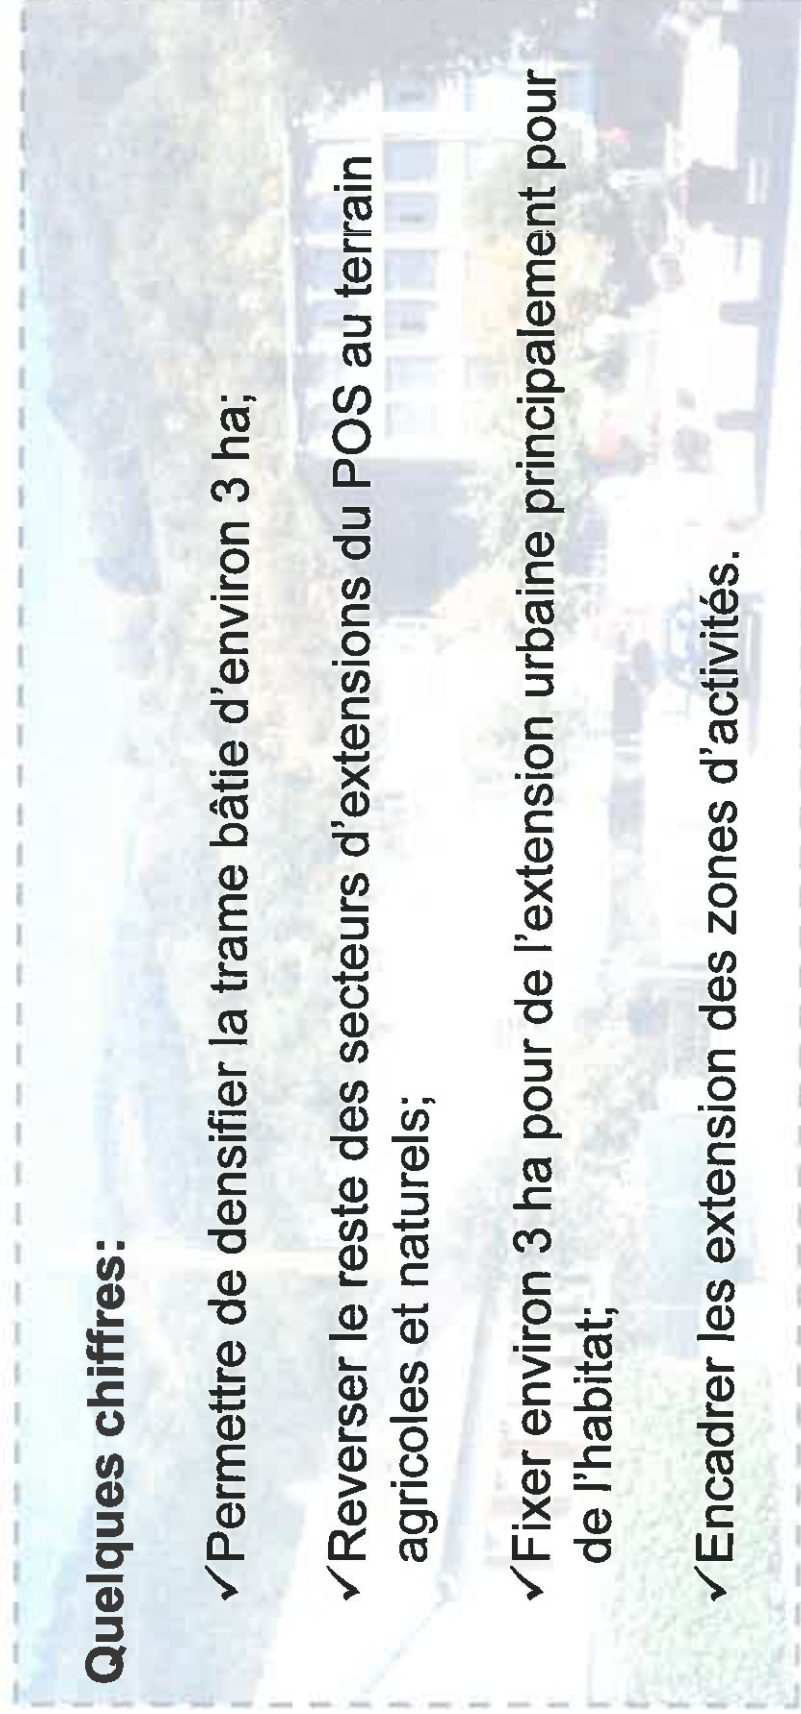 Quelques chiffres:
✓Permettre de densifier la trame bâtie d'environ 3 ha;
✓Reverser le reste des secteurs d'extensions du POS au terrain
agricoles et naturels;
✓Fixer environ 3 ha pour de l'extension urbaine principalement pour
de l'habitat;
✓Encadrer les extension des zones d'activités.